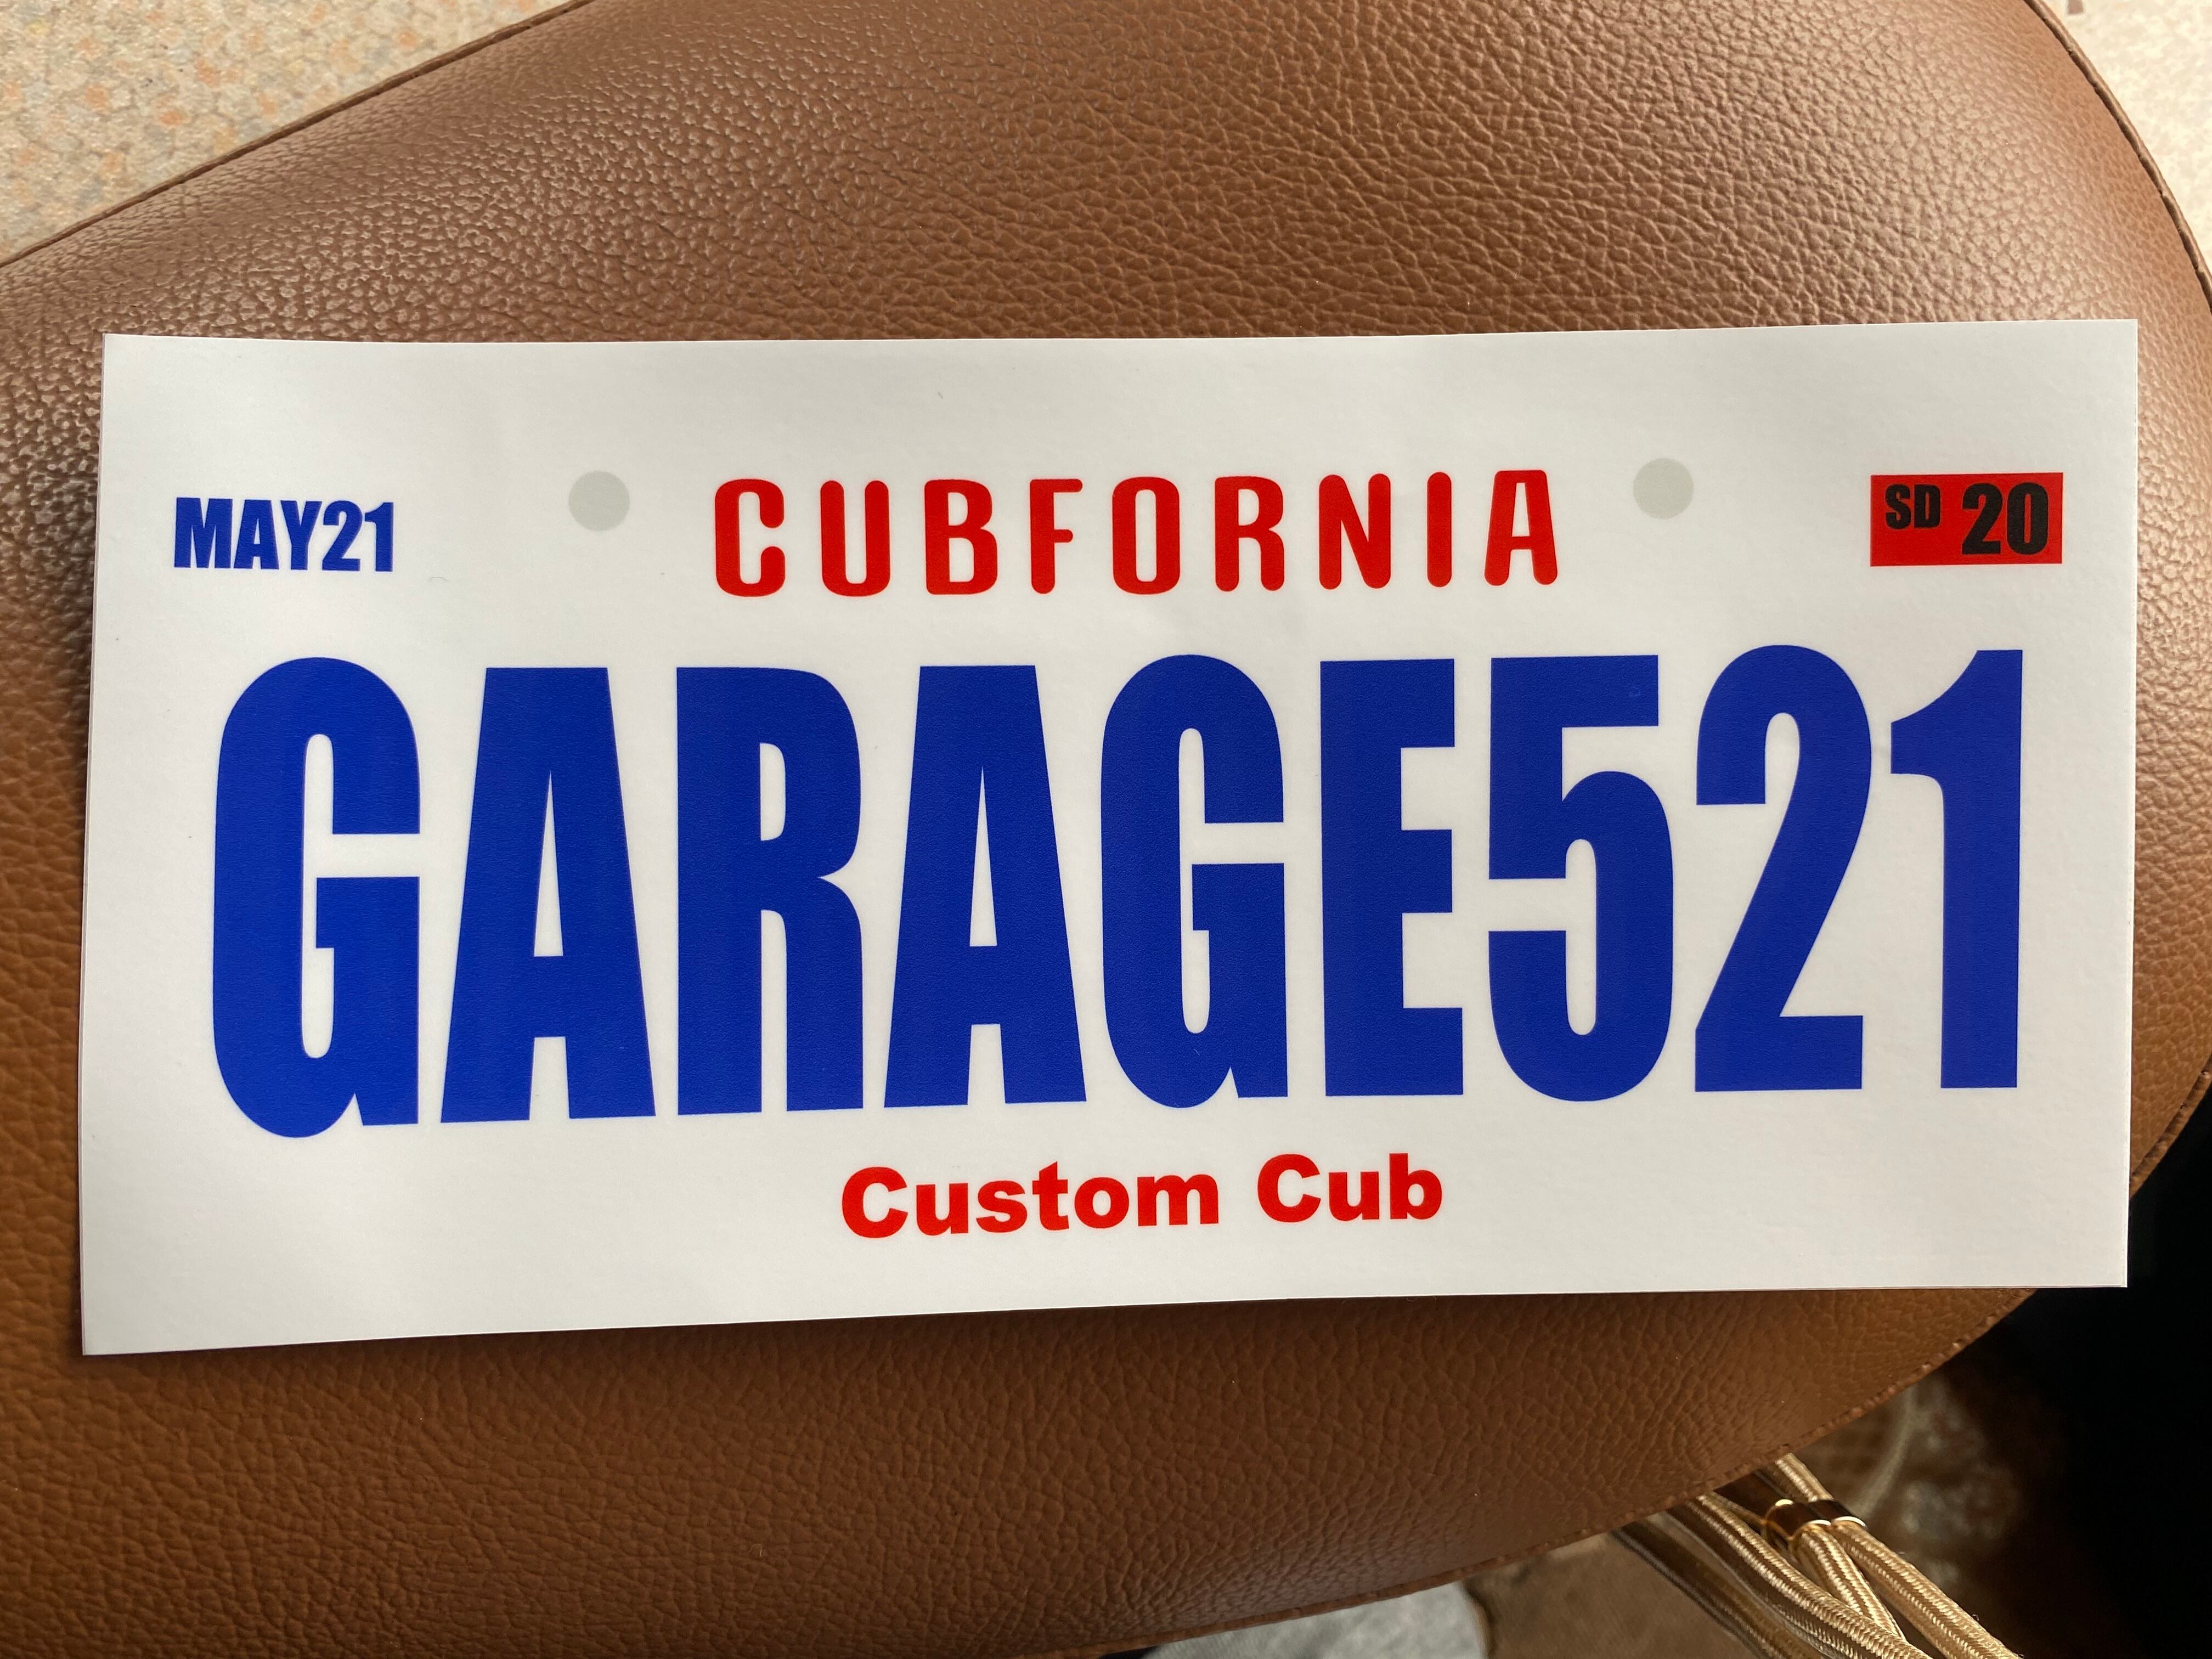 MAY21 CUBFORNIA SD 20
GARAGE521
Custom Cub